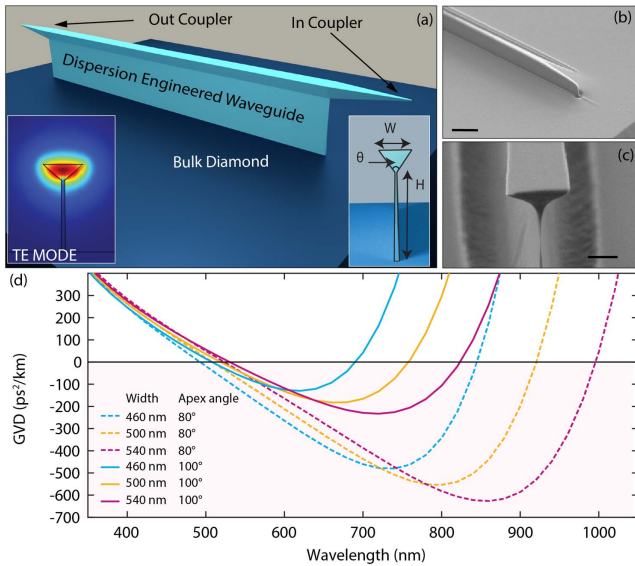 Out Coupler
In Coupler
(a)
Dispersion Engineered Waveguide
Bulk Diamond
TE MODE
W
θ
H
(b)
(c)
(d)
300
200
100
0
-100
-200
-300
-400
-500
-600
-700
GVD (ps²/km)
Width Apex angle
460 nm 80°
500 nm 80°
540 nm 80°
460 nm 100°
500 nm 100°
540 nm 100°
400 500 600 700 800 900 1000
Wavelength (nm)